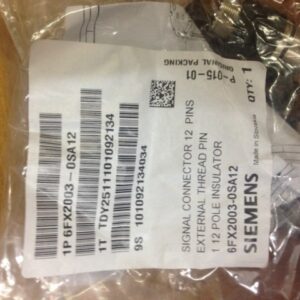 P-015-01
ORIGINAL PACKING
SIGNAL CONNECTOR 12 PINS
EXTERNAL THREAD PIN
1 12 POLE INSULATOR
6FX2003-0SA12
SIEMENS
Made in Slovakia
QTY: 1
1P 6FX2003-0SA12
1T TDY2511101092134
9S 101092134034